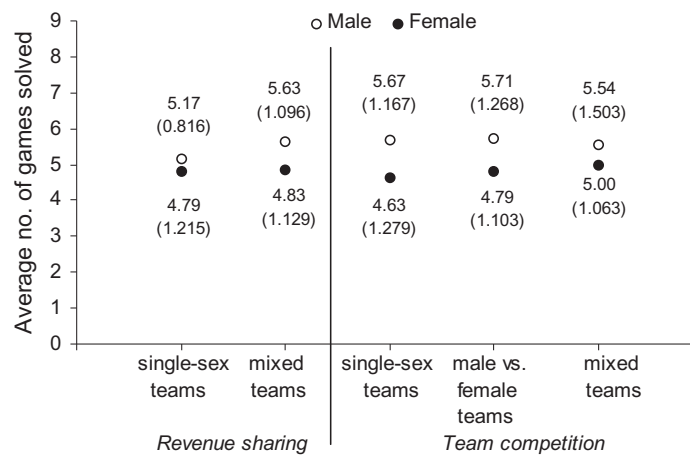 Average no. of games solved
9
8
7
6
5
4
3
2
1
0
Male
Female
5.17
(0.816)
5.63
(1.096)
5.67
(1.167)
5.71
(1.268)
5.54
(1.503)
4.79
(1.215)
4.83
(1.129)
4.63
(1.279)
4.79
(1.103)
5.00
(1.063)
single-sex
teams
mixed
teams
single-sex
teams
male vs.
female
teams
mixed
teams
Revenue sharing
Team competition